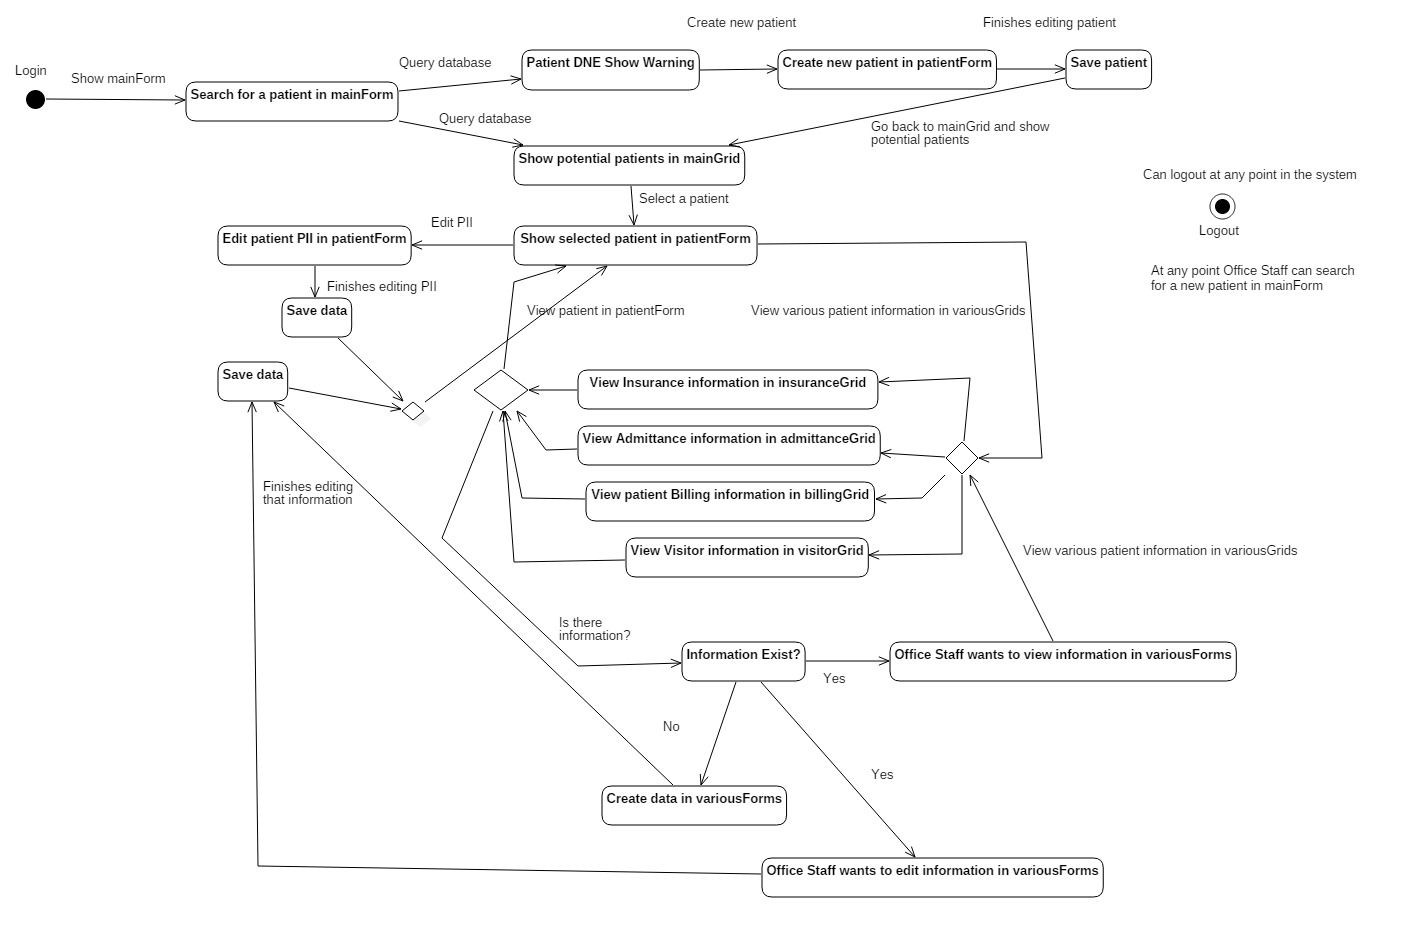 Create new patient
Finishes editing patient
Login
Show mainForm
Query database
Patient DNE Show Warning
Create new patient in patientForm
Save patient
Search for a patient in mainForm
Query database
Go back to mainGrid and show
potential patients
Show potential patients in mainGrid
Can logout at any point in the system
Select a patient
Logout
Edit PII
Edit patient PII in patientForm
Show selected patient in patientForm
At any point Office Staff can search
for a new patient in mainForm
Finishes editing PII
Save data
View patient in patientForm
View various patient information in variousGrids
Save data
View Insurance information in insuranceGrid
View Admittance information in admittanceGrid
Finishes editing
that information
View patient Billing information in billingGrid
View Visitor information in visitorGrid
View various patient information in variousGrids
Is there
information?
Information Exist?
Office Staff wants to view information in variousForms
Yes
No
Yes
Create data in variousForms
Office Staff wants to edit information in variousForms